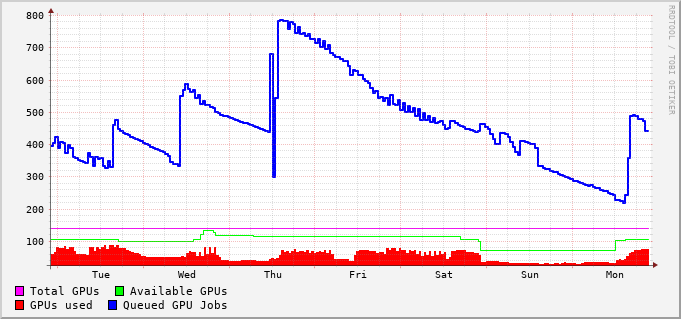 800
700
600
500
400
300
200
100
Tue Wed Thu Fri Sat Sun Mon
Total GPUs Available GPUs
GPUs used Queued GPU Jobs
RRDTOOL / TOBI OETIKER